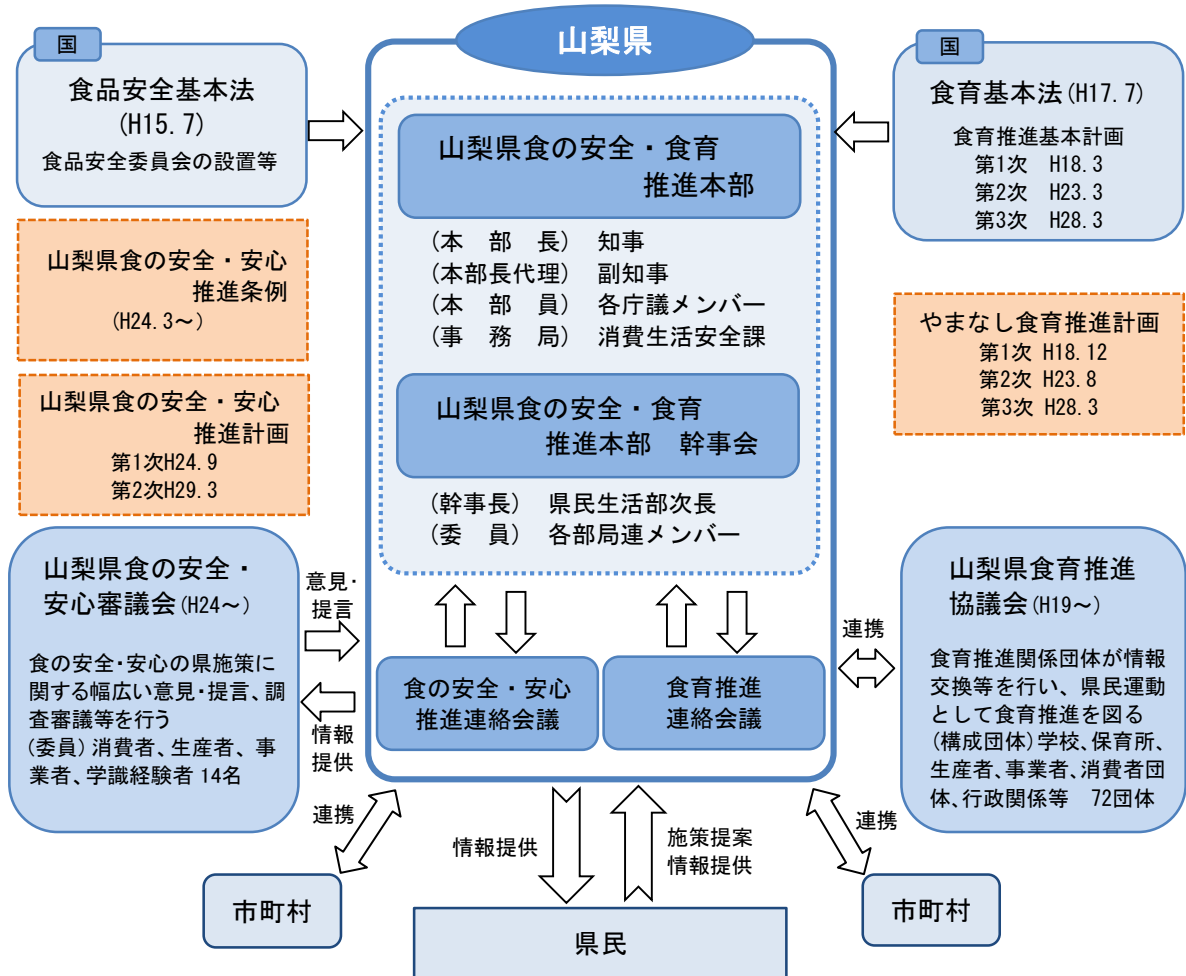 山梨県
国
食品安全基本法
(H15.7)
食品安全委員会の設置等
国
食育基本法(H17.7)
食育推進基本計画
第1次　H18.3
第2次　H23.3
第3次　H28.3
山梨県食の安全・安心
推進条例
(H24.3～)
山梨県食の安全・安心
推進計画
第1次H24.9
第2次H29.3
山梨県食の安全・食育
推進本部
(本　部　長)　知事
(本部長代理)　副知事
(本　部　員)　各庁議メンバー
(事　務　局)　消費生活安全課
山梨県食の安全・食育
推進本部　幹事会
(幹事長)　県民生活部次長
(委　員)　各部局連メンバー
やまなし食育推進計画
第1次 H18.12
第2次 H23.8
第3次 H28.3
山梨県食の安全・
安心審議会(H24～)
食の安全・安心の県施策に
関する幅広い意見・提言、調
査審議等を行う
(委員)消費者、生産者、事
業者、学識経験者 14名
意見・
提言
情報
提供
食の安全・安心
推進連絡会議
食育推進
連絡会議
連携
山梨県食育推進
協議会(H19～)
食育推進関係団体が情報
交換等を行い、県民運動
として食育推進を図る
(構成団体)学校、保育所、
生産者、事業者、消費者団
体、行政関係等　72団体
連携
情報提供
施策提案
情報提供
連携
市町村
県民
市町村